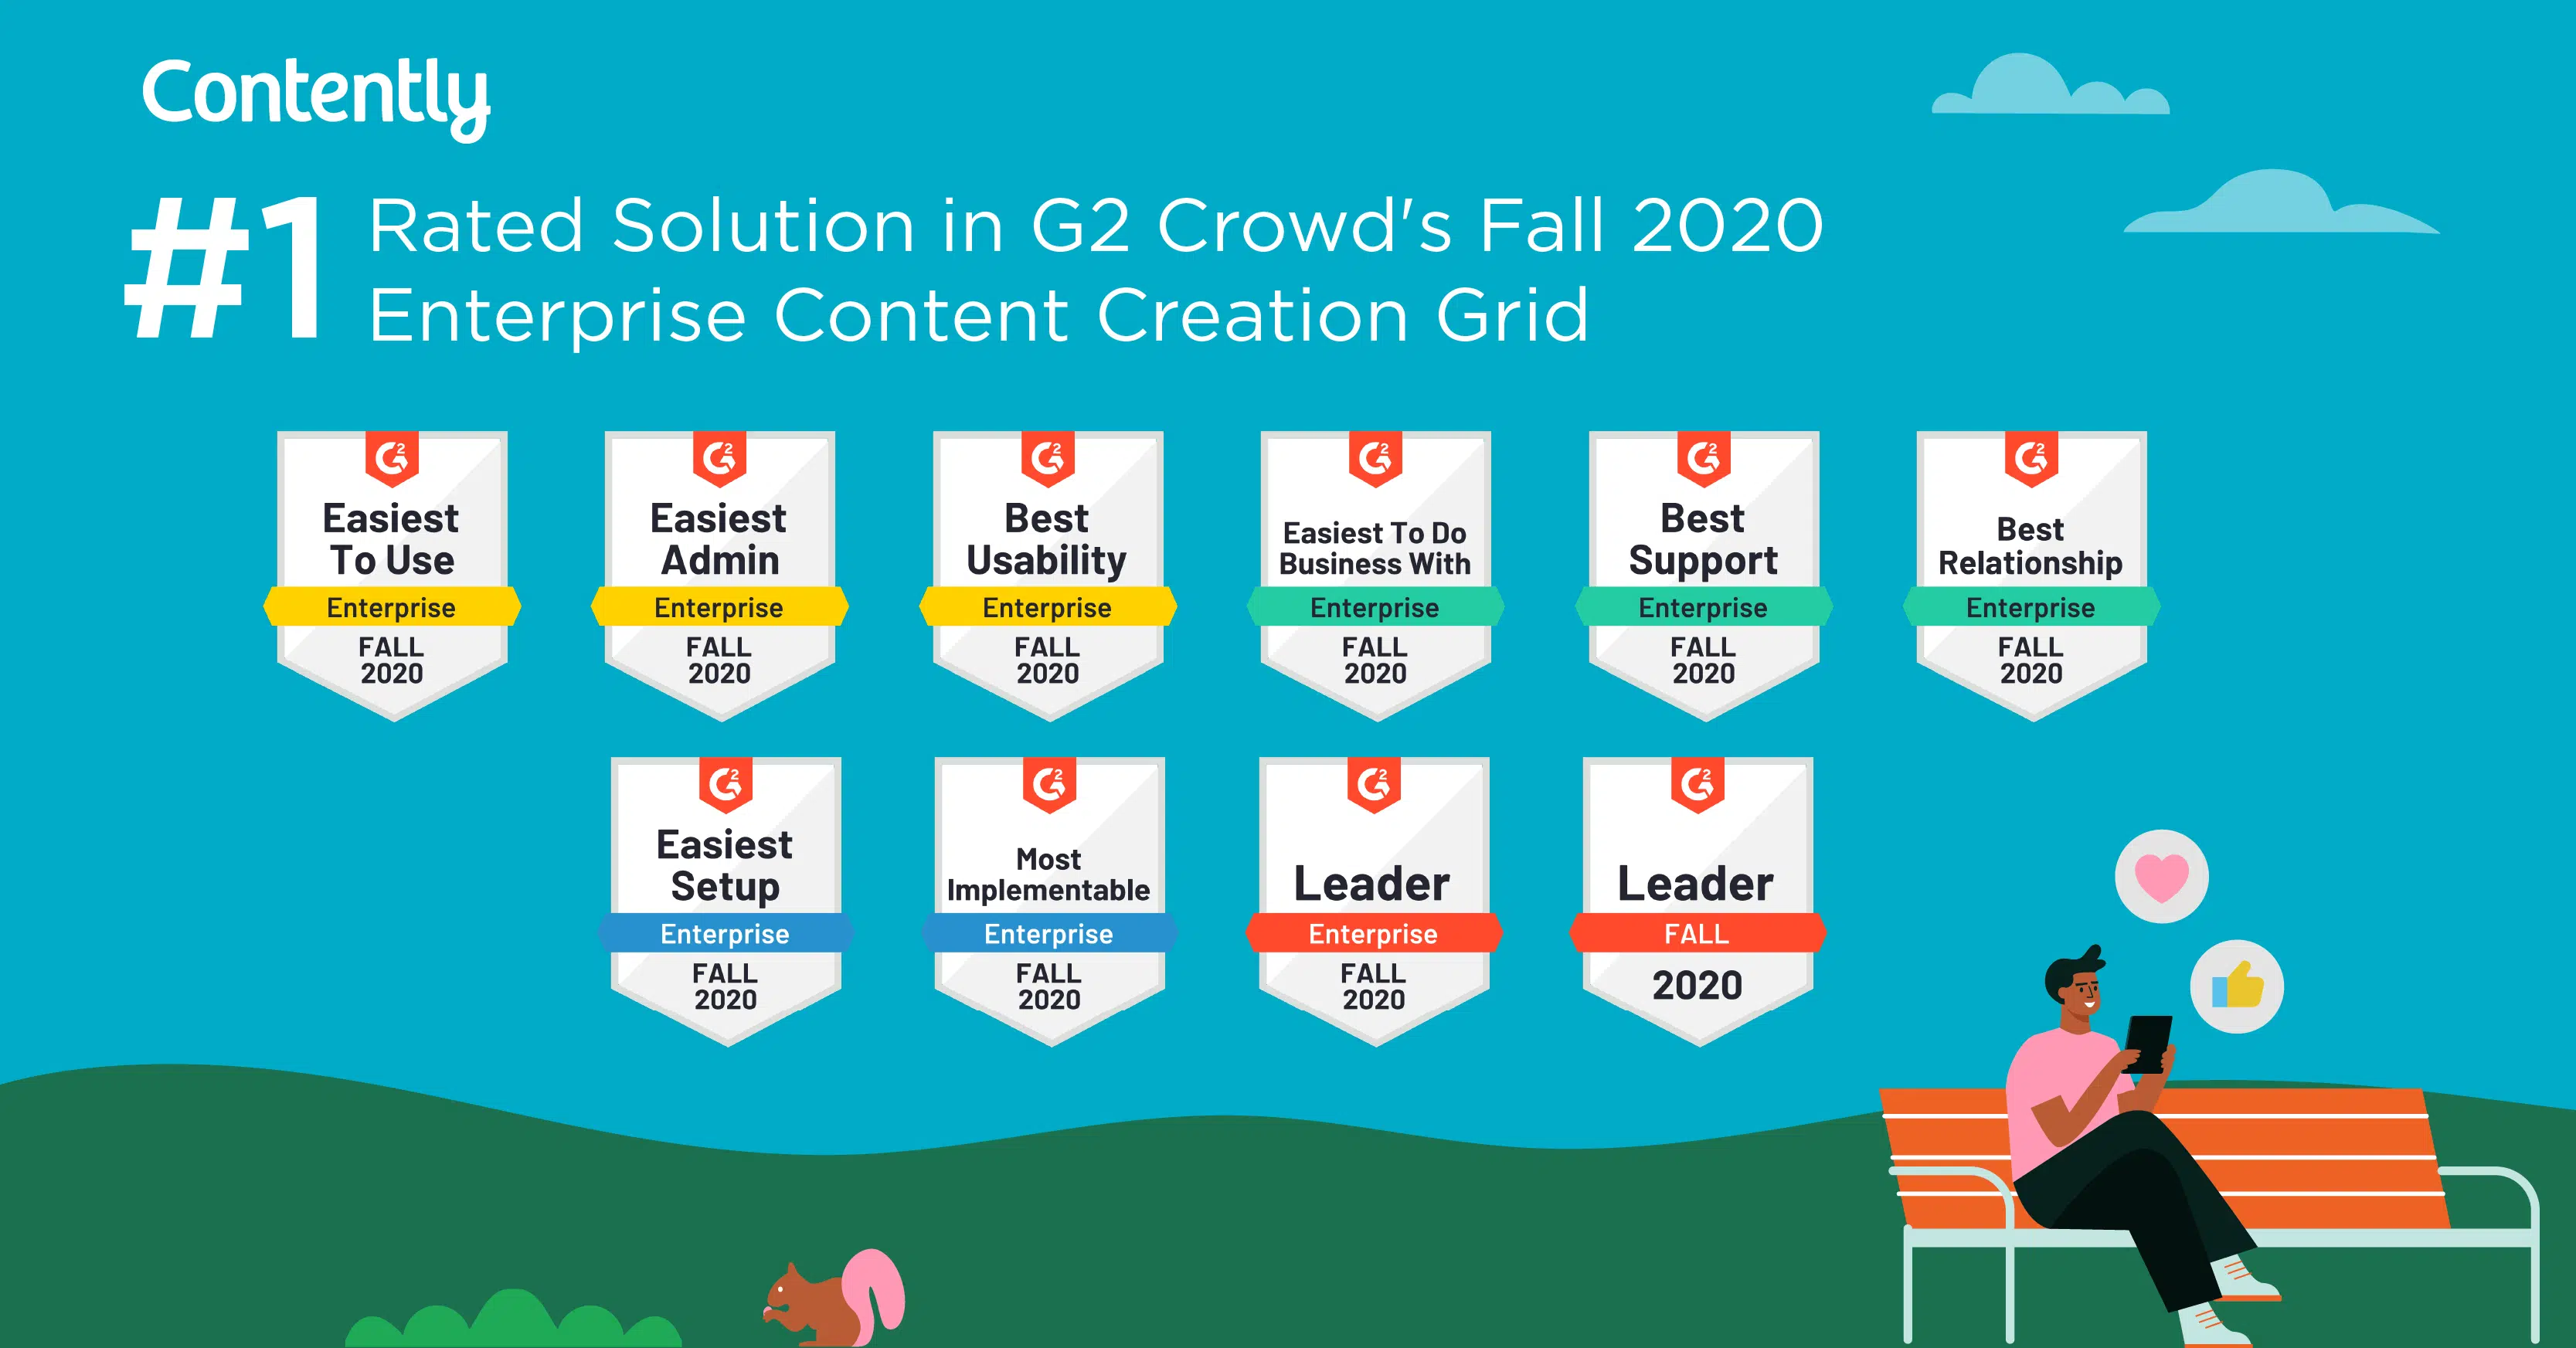 Contently
#1
Rated Solution in G2 Crowd's Fall 2020
Enterprise Content Creation Grid
G2
Easiest
To Use
Enterprise
FALL
2020
G2
Easiest
Admin
Enterprise
FALL
2020
G2
Best
Usability
Enterprise
FALL
2020
G2
Easiest To Do
Business With
Enterprise
FALL
2020
G2
Best
Support
Enterprise
FALL
2020
G2
Best
Relationship
Enterprise
FALL
2020
G2
Easiest
Setup
Enterprise
FALL
2020
G2
Most
Implementable
Enterprise
FALL
2020
G2
Leader
Enterprise
FALL
2020
G2
Leader
FALL
2020